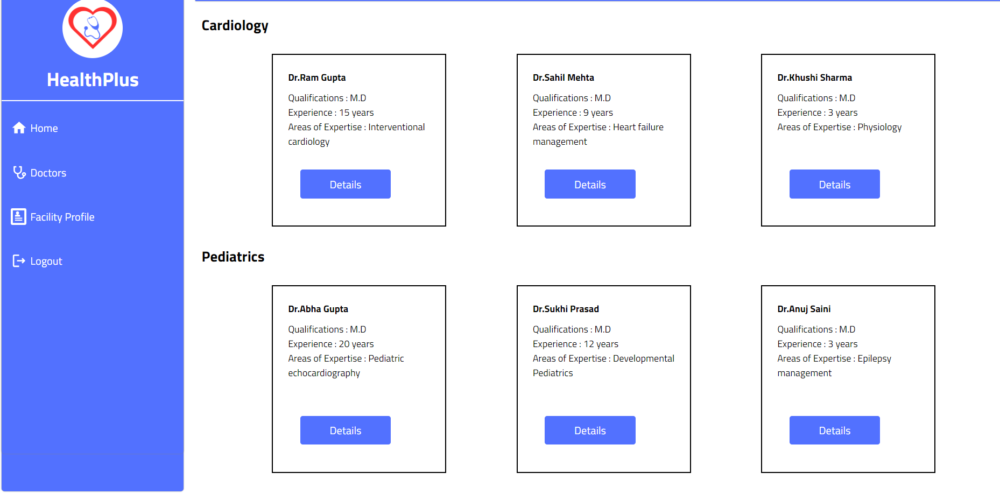 HealthPlus
Home
Doctors
Facility Profile
Logout
Cardiology
Dr.Ram Gupta
Qualifications : M.D
Experience : 15 years
Areas of Expertise : Interventional
cardiology
Details
Dr.Sahil Mehta
Qualifications : M.D
Experience : 9 years
Areas of Expertise : Heart failure
management
Details
Dr.Khushi Sharma
Qualifications : M.D
Experience : 3 years
Areas of Expertise : Physiology
Details
Pediatrics
Dr.Abha Gupta
Qualifications : M.D
Experience : 20 years
Areas of Expertise : Pediatric
echocardiography
Details
Dr.Sukhi Prasad
Qualifications : M.D
Experience : 12 years
Areas of Expertise : Developmental
Pediatrics
Details
Dr.Anuj Saini
Qualifications : M.D
Experience : 3 years
Areas of Expertise : Epilepsy
management
Details